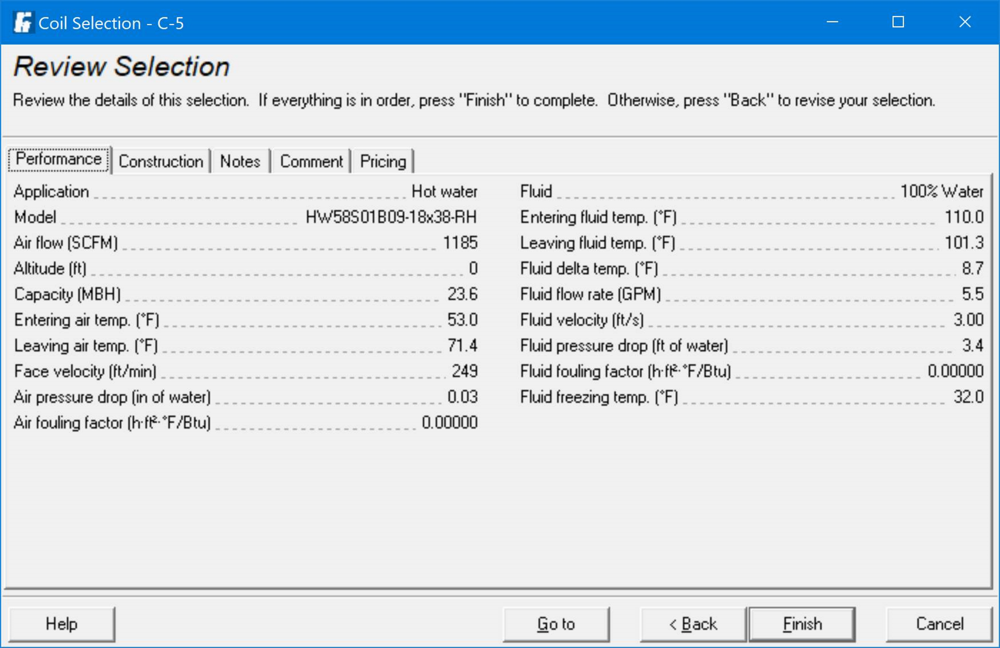 Coil Selection - C-5
Review Selection
Review the details of this selection.  If everything is in order, press "Finish" to complete.  Otherwise, press "Back" to revise your selection.
Performance Construction Notes Comment Pricing
Application Hot water
Model HW58S01B09-18x38-RH
Air flow (SCFM) 1185
Altitude (ft) 0
Capacity (MBH) 23.6
Entering air temp. (°F) 53.0
Leaving air temp. (°F) 71.4
Face velocity (ft/min) 249
Air pressure drop (in of water) 0.03
Air fouling factor (h·ft²·°F/Btu) 0.00000
Fluid 100% Water
Entering fluid temp. (°F) 110.0
Leaving fluid temp. (°F) 101.3
Fluid delta temp. (°F) 8.7
Fluid flow rate (GPM) 5.5
Fluid velocity (ft/s) 3.00
Fluid pressure drop (ft of water) 3.4
Fluid fouling factor (h·ft²·°F/Btu) 0.00000
Fluid freezing temp. (°F) 32.0
Help Go to < Back Finish Cancel